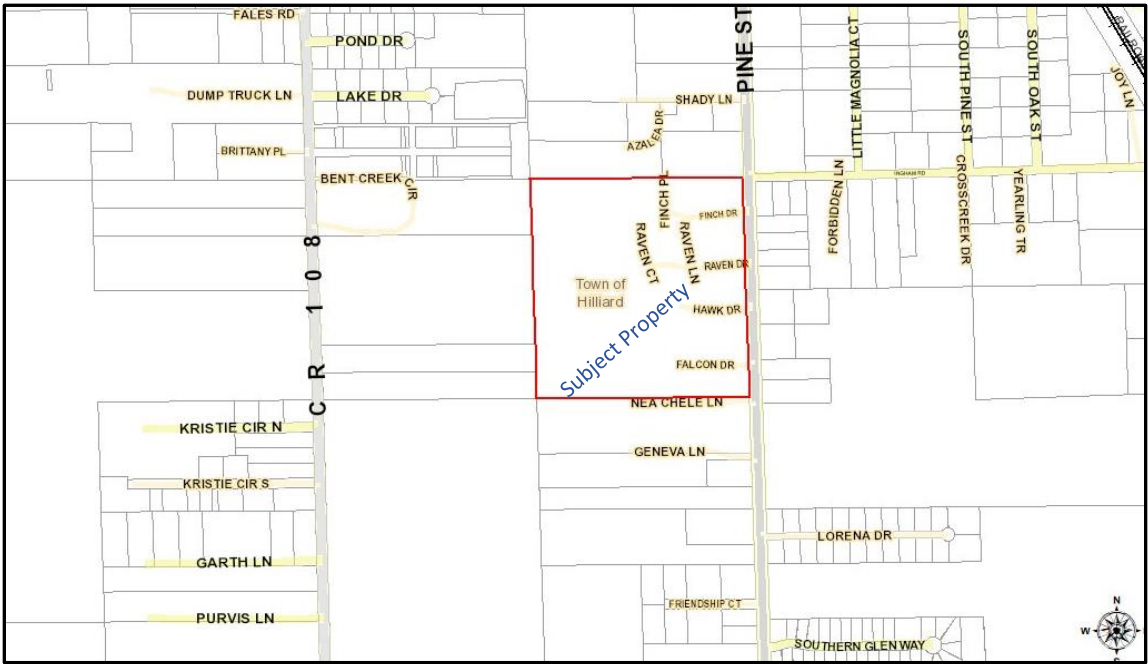 FALES RD
POND DR
DUMP TRUCK LN
LAKE DR
BRITTANY PL
BENT CREEK CIR
CR 108
KRISTIE CIR N
KRISTIE CIR S
GARTH LN
PURVIS LN
PINE ST
SHADY LN
AZALEA DR
FINCH PL
FINCH DR
RAVEN CT
RAVEN LN
RAVEN DR
Town of
Hilliard
HAWK DR
Subject Property
FALCON DR
NEA CHELE LN
GENEVA LN
LITTLE MAGNOLIA CT
SOUTH PINE ST
SOUTH OAK ST
JOY LN
INGHAM RD
FORBIDDEN LN
CROSSCREEK DR
YEARLING TR
LORENA DR
FRIENDSHIP CT
SOUTHERN GLEN WAY
N
W